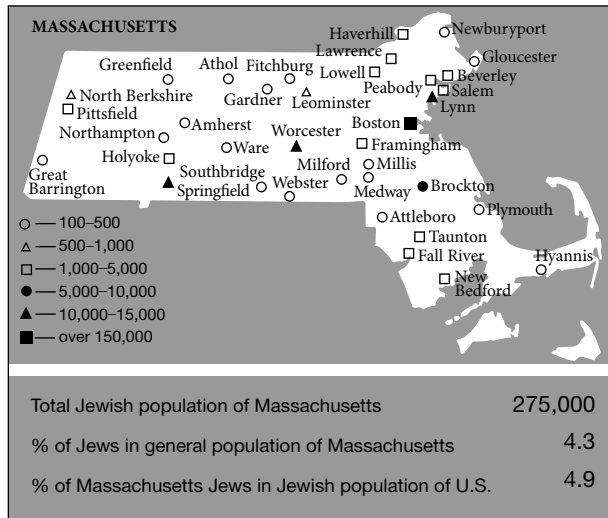 MASSACHUSETTS
Haverhill
Newburyport
Lawrence
Gloucester
Greenfield
Athol
Fitchburg
Lowell
Beverley
Peabody
Salem
North Berkshire
Gardner
Leominster
Lynn
Pittsfield
Amherst
Worcester
Boston
Northampton
Ware
Framingham
Holyoke
Southbridge
Milford
Millis
Great
Barrington
Springfield
Webster
Medway
Brockton
Plymouth
Attleboro
Taunton
Fall River
Hyannis
New
Bedford
— 100–500
— 500–1,000
— 1,000–5,000
— 5,000–10,000
— 10,000–15,000
— over 150,000
Total Jewish population of Massachusetts 275,000
% of Jews in general population of Massachusetts 4.3
% of Massachusetts Jews in Jewish population of U.S. 4.9